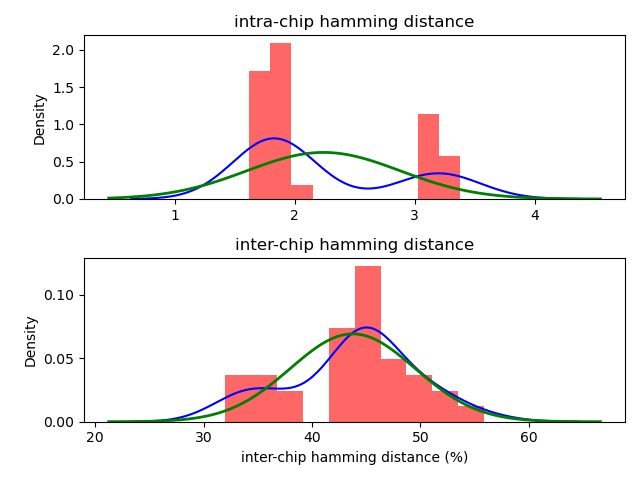 intra-chip hamming distance
Density
2.0
1.5
1.0
0.5
0.0
1 2 3 4
inter-chip hamming distance
Density
0.10
0.05
0.00
20 30 40 50 60
inter-chip hamming distance (%)